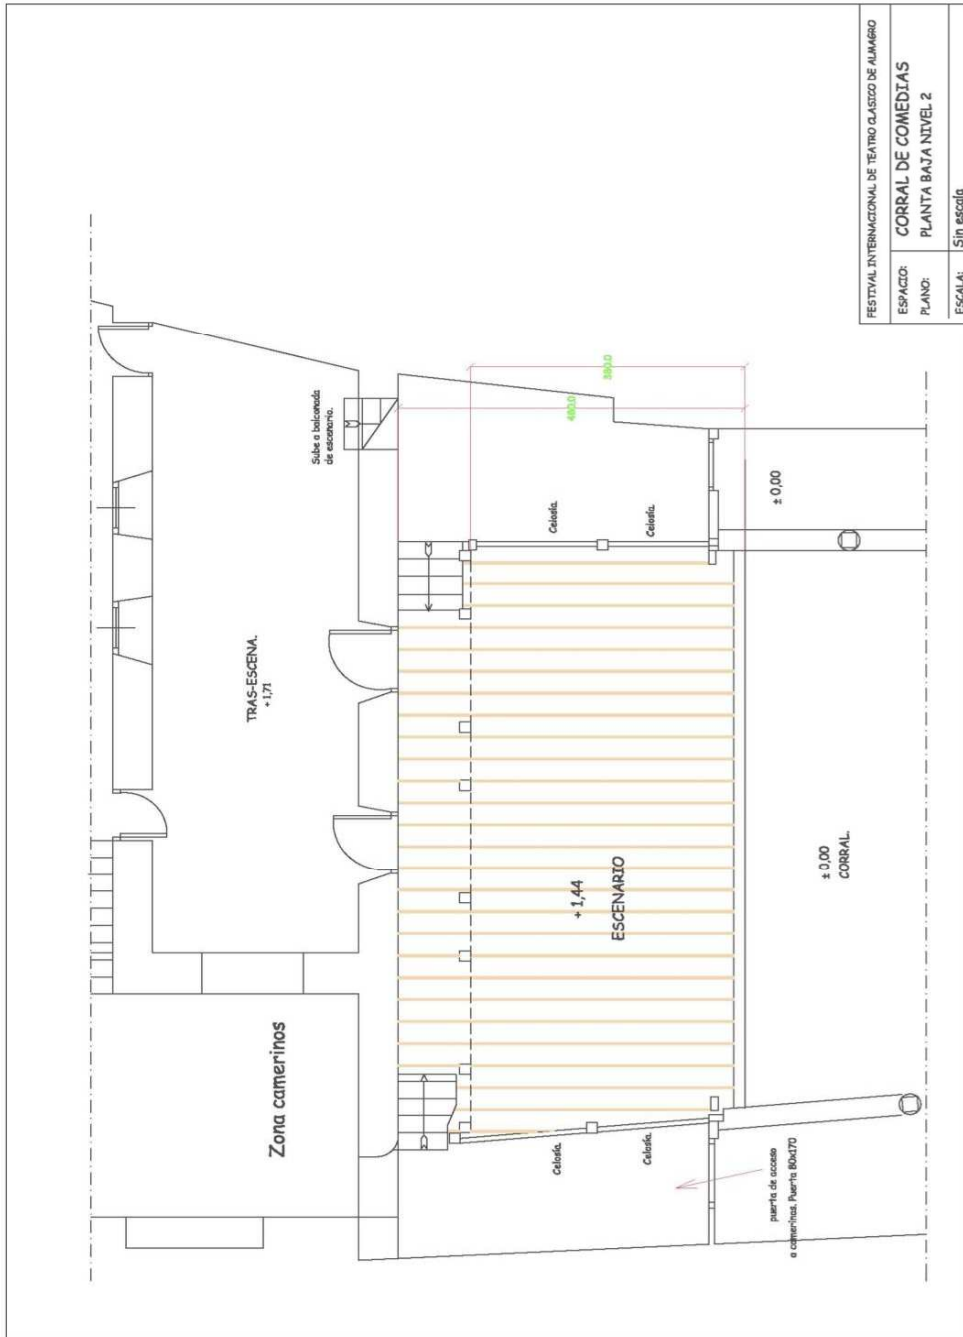 Zona camerinos
TRAS-ESCENA.
+ 1,71
Sube a balconada
de escenario.
Celosía.
Celosía.
Celosía.
Celosía.
480.0
380.0
+ 1,44
ESCENARIO
puerta de acceso
a camerinos. Puerta 80x170
± 0,00
CORRAL.
± 0,00
FESTIVAL INTERNACIONAL DE TEATRO CLASICO DE ALMAGRO
ESPACIO: CORRAL DE COMEDIAS
PLANO: PLANTA BAJA NIVEL 2
ESCALA: Sin escala